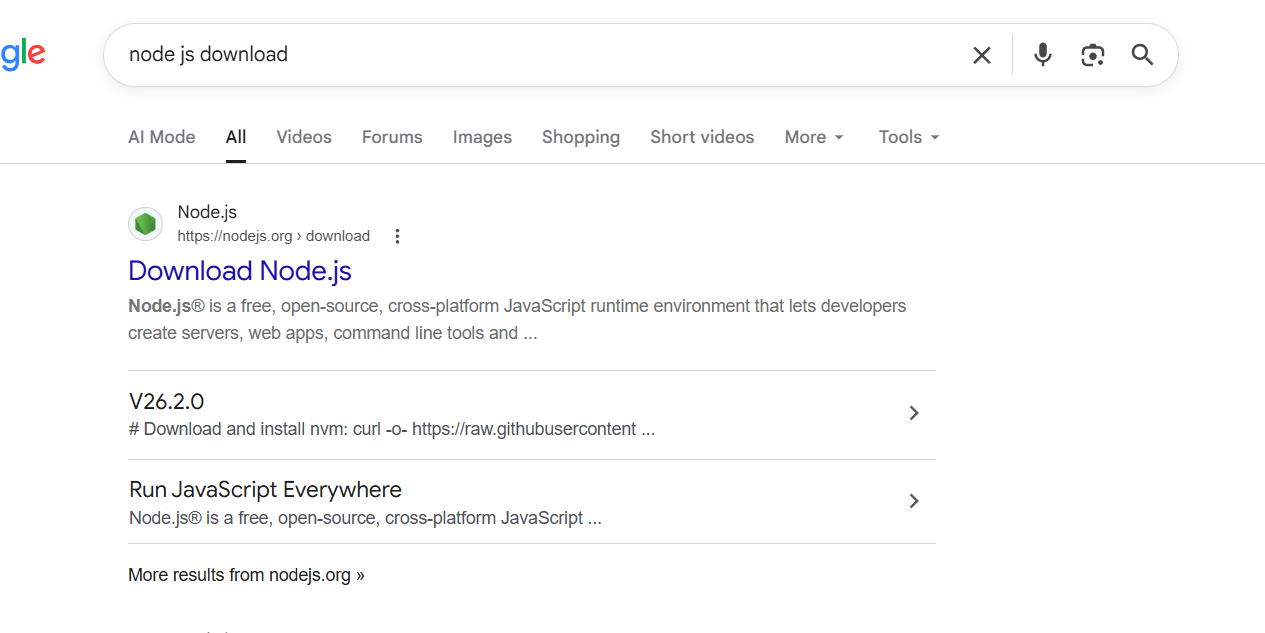 gle
node js download
AI Mode All Videos Forums Images Shopping Short videos More Tools
Node.js
https://nodejs.org › download
Download Node.js
Node.js® is a free, open-source, cross-platform JavaScript runtime environment that lets developers
create servers, web apps, command line tools and ...
V26.2.0
# Download and install nvm: curl -o- https://raw.githubusercontent ...
Run JavaScript Everywhere
Node.js® is a free, open-source, cross-platform JavaScript ...
More results from nodejs.org »